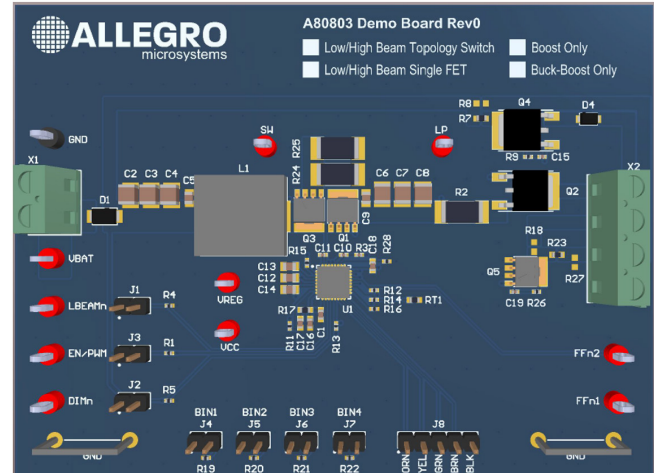 ALLEGRO
microsystems
A80803 Demo Board Rev0
Low/High Beam Topology Switch
Boost Only
Low/High Beam Single FET
Buck-Boost Only
GND
SW
LP
R8
R7
Q4
D4
R25
R24
R9
C15
X1
X2
C2
C3
C4
C5
L1
C6
C7
C8
C9
R2
Q2
D1
Q3
Q1
R15
C11
C10
R3
C18
R28
R18
R23
R27
Q5
C19
R26
VBAT
C13
C12
C14
VREG
U1
R12
R14
R16
RT1
LBEAMn
J1
R4
R17
R11
C17
C16
C1
R13
VCC
EN/PWM
J3
R1
FFn2
DIMn
J2
R5
FFn1
BIN1
BIN2
BIN3
BIN4
J4
J5
J6
J7
J8
R19
R20
R21
R22
ORN
YEL
GRN
BRN
BLK
GND
GND